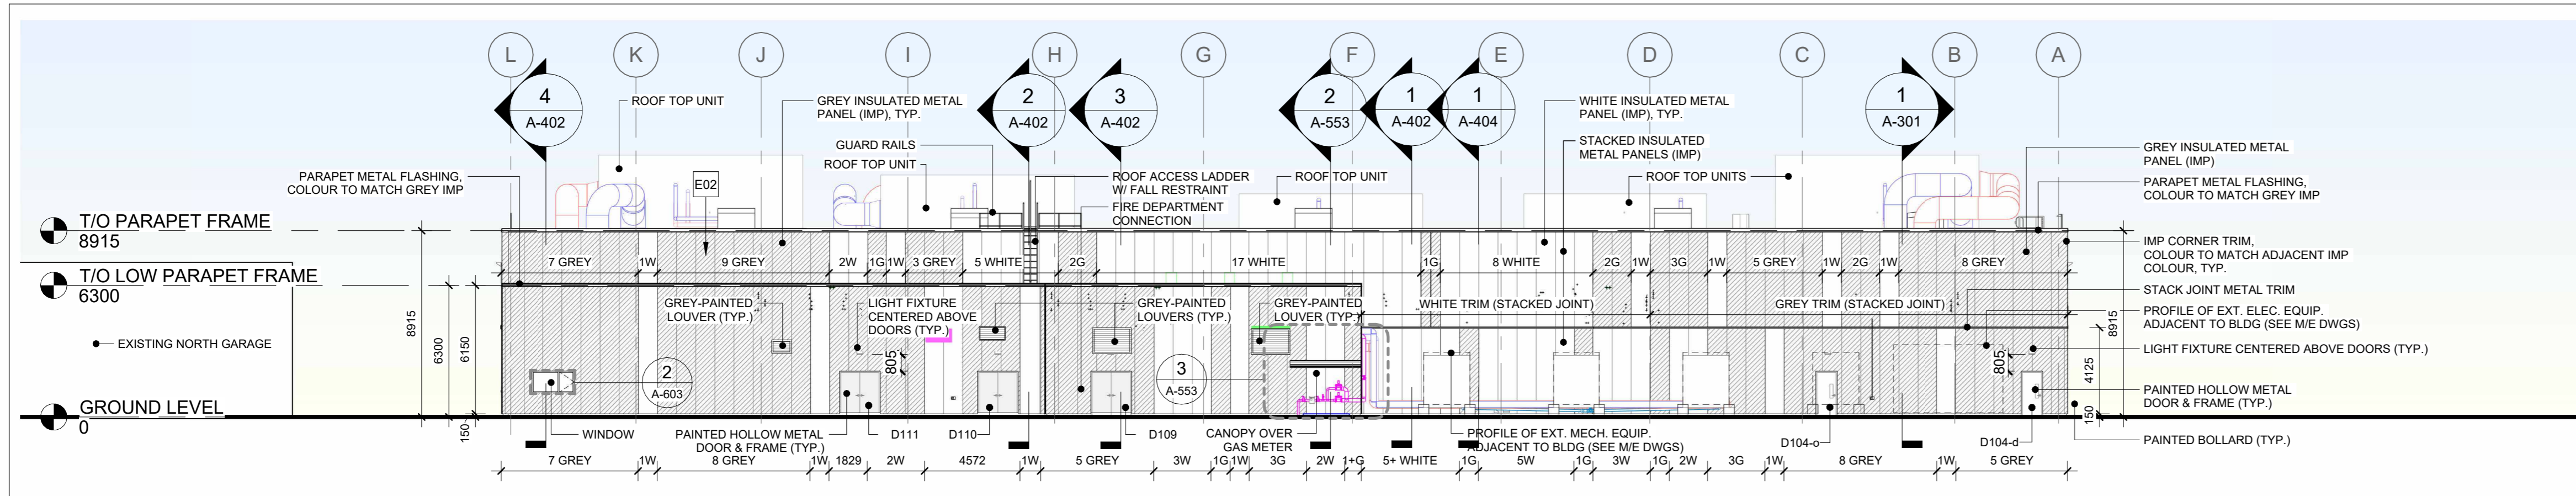 L
K
J
I
H
G
F
E
D
C
B
A
4
A-402
2
A-402
3
A-402
2
A-553
1
A-402
1
A-404
1
A-301
ROOF TOP UNIT
GREY INSULATED METAL
PANEL (IMP), TYP.
GUARD RAILS
ROOF TOP UNIT
PARAPET METAL FLASHING,
COLOUR TO MATCH GREY IMP
E02
ROOF ACCESS LADDER
W/ FALL RESTRAINT
FIRE DEPARTMENT
CONNECTION
ROOF TOP UNIT
WHITE INSULATED METAL
PANEL (IMP), TYP.
STACKED INSULATED
METAL PANELS (IMP)
ROOF TOP UNITS
GREY INSULATED METAL
PANEL (IMP)
PARAPET METAL FLASHING,
COLOUR TO MATCH GREY IMP
IMP CORNER TRIM,
COLOUR TO MATCH ADJACENT IMP
COLOUR, TYP.
STACK JOINT METAL TRIM
PROFILE OF EXT. ELEC. EQUIP.
ADJACENT TO BLDG (SEE M/E DWGS)
LIGHT FIXTURE CENTERED ABOVE DOORS (TYP.)
PAINTED HOLLOW METAL
DOOR & FRAME (TYP.)
PAINTED BOLLARD (TYP.)
T/O PARAPET FRAME
8915
T/O LOW PARAPET FRAME
6300
EXISTING NORTH GARAGE
GROUND LEVEL
0
8915
6300
6150
150
7 GREY
1W
9 GREY
2W
1G
1W
3 GREY
5 WHITE
2G
17 WHITE
1G
8 WHITE
2G
1W
3G
1W
5 GREY
1W
2G
1W
8 GREY
GREY-PAINTED
LOUVER (TYP.)
LIGHT FIXTURE
CENTERED ABOVE
DOORS (TYP.)
GREY-PAINTED
LOUVERS (TYP.)
GREY-PAINTED
LOUVER (TYP.)
WHITE TRIM (STACKED JOINT)
GREY TRIM (STACKED JOINT)
805
805
8915
4125
150
2
A-603
3
A-553
WINDOW
PAINTED HOLLOW METAL
DOOR & FRAME (TYP.)
D111
D110
D109
CANOPY OVER
GAS METER
PROFILE OF EXT. MECH. EQUIP.
ADJACENT TO BLDG (SEE M/E DWGS)
D104-o
D104-d
7 GREY
1W
8 GREY
1W
1829
2W
4572
1W
5 GREY
3W
1G
1W
3G
2W
1+G
5+ WHITE
1G
5W
1G
3W
1G
2W
3G
1W
8 GREY
1W
5 GREY